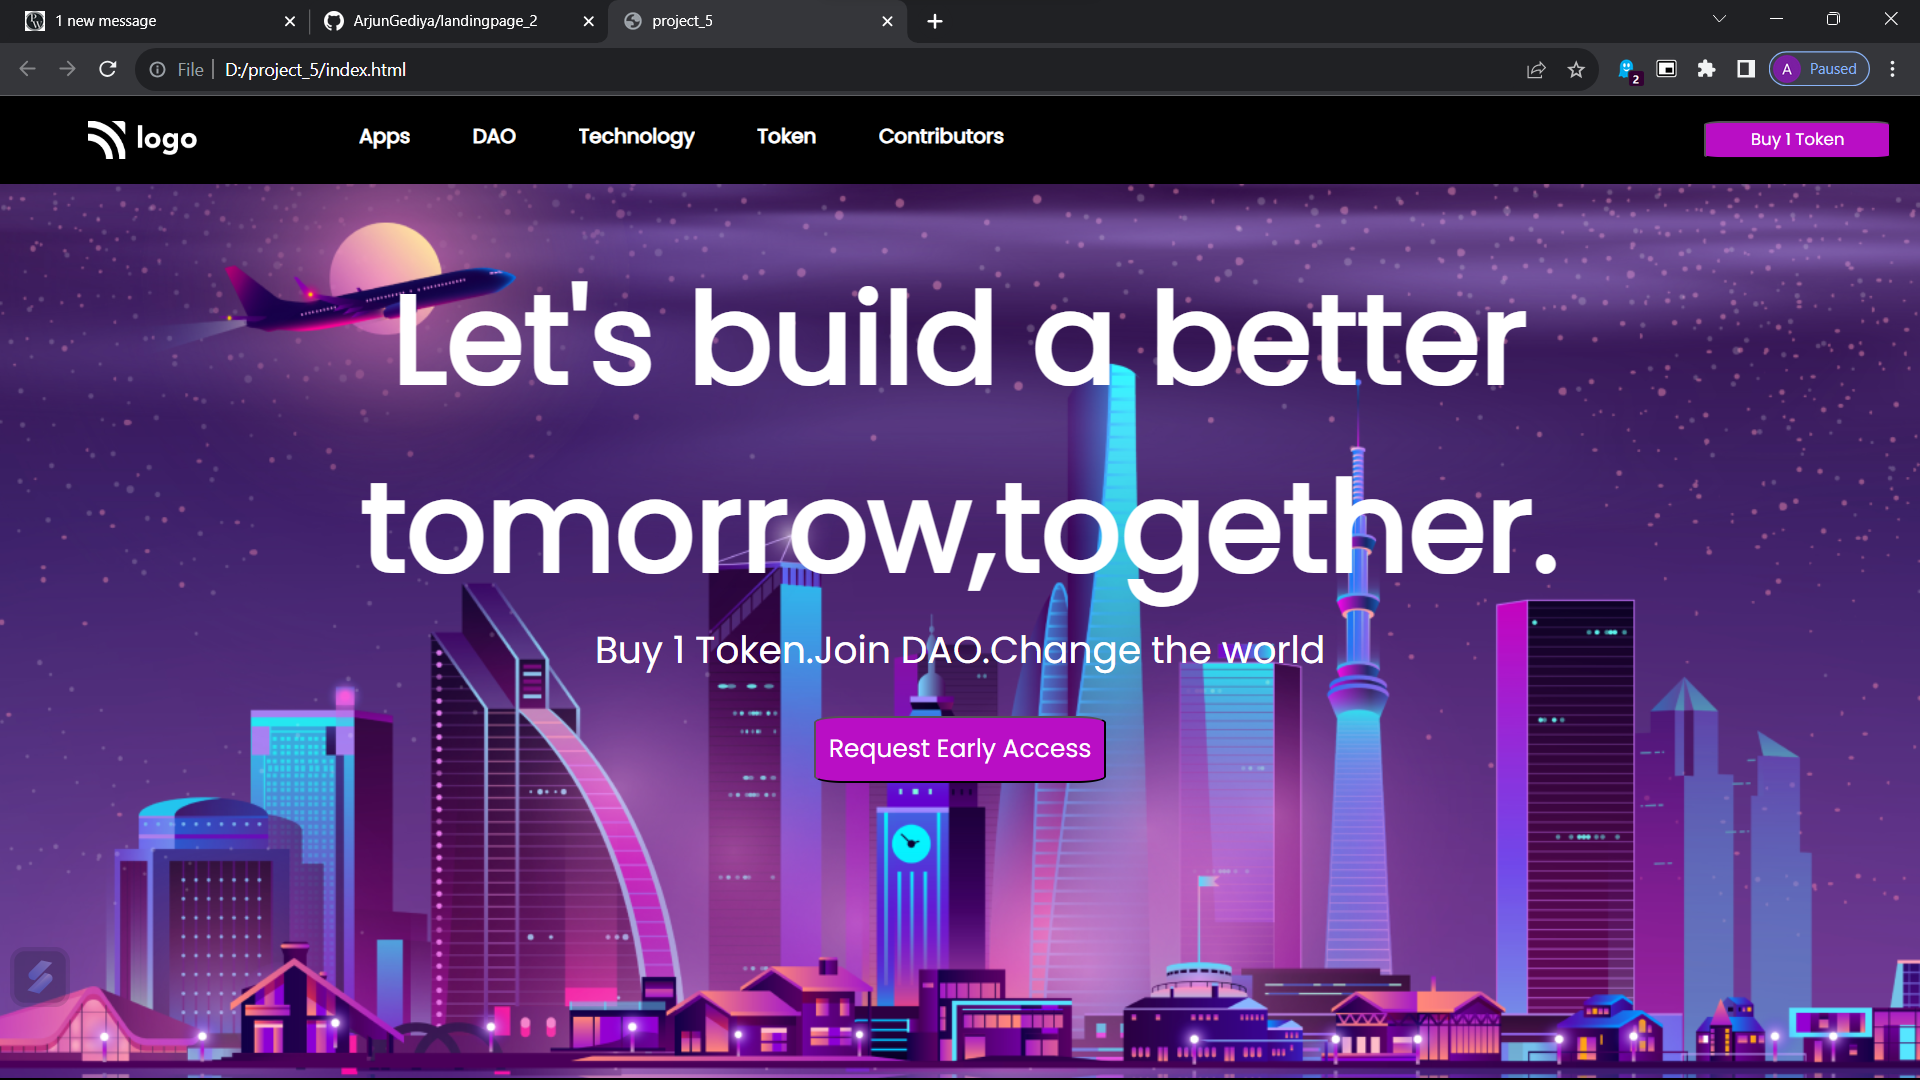 1 new message
ArjunGediya/landingpage_2
project_5
File
D:/project_5/index.html
2
A
Paused
logo
Apps
DAO
Technology
Token
Contributors
Buy 1 Token
Let's build a better
tomorrow,together.
Buy 1 Token.Join DAO.Change the world
Request Early Access